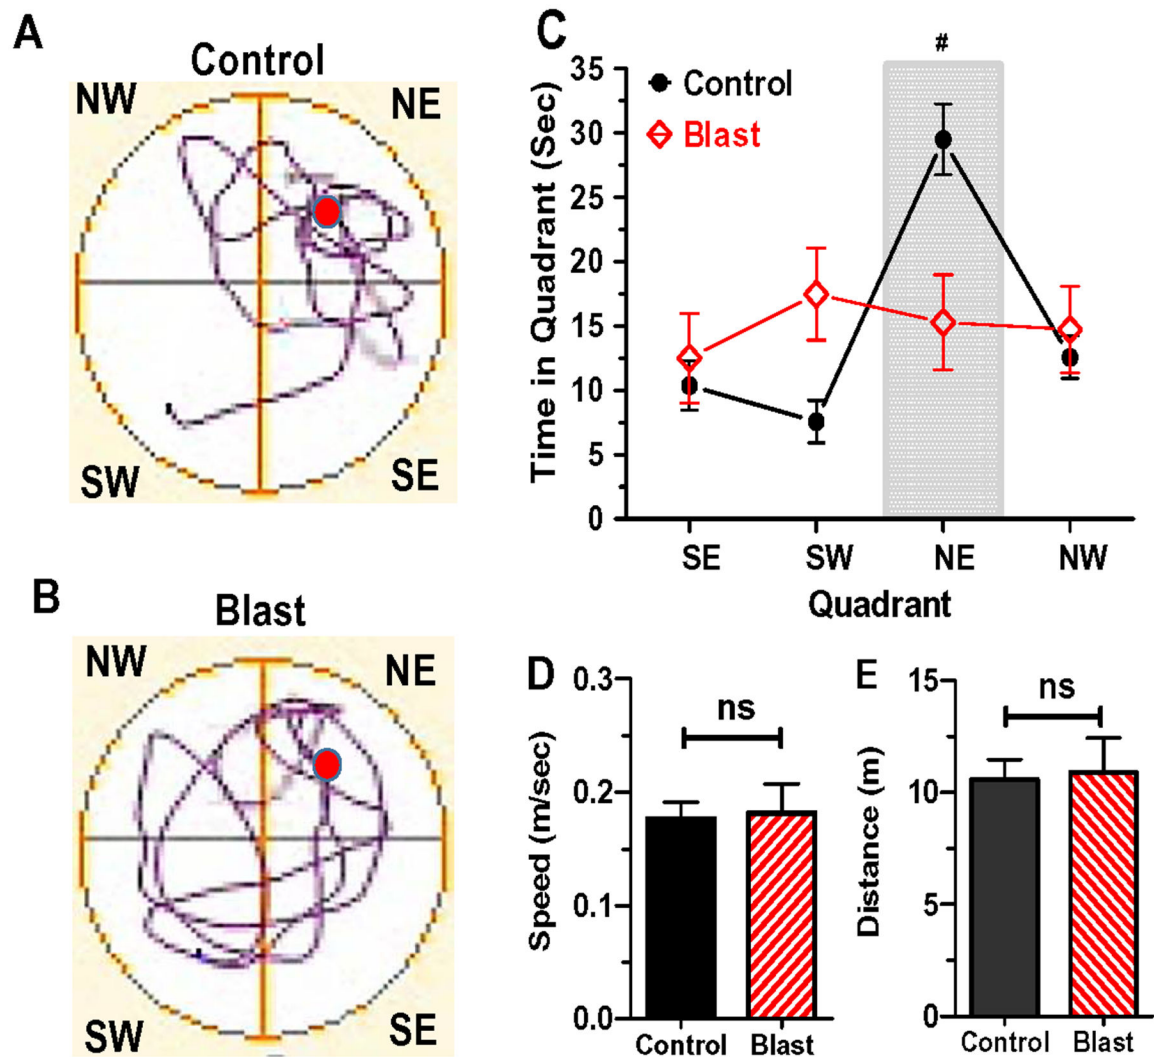 A
Control
NW
NE
SW
SE
B
Blast
NW
NE
SW
SE
C
#
Control
Blast
Time in Quadrant (Sec)
35
30
25
20
15
10
5
0
SE SW NE NW
Quadrant
D
ns
Speed (m/sec)
0.3
0.2
0.1
0.0
Control Blast
E
ns
Distance (m)
15
10
5
0
Control Blast